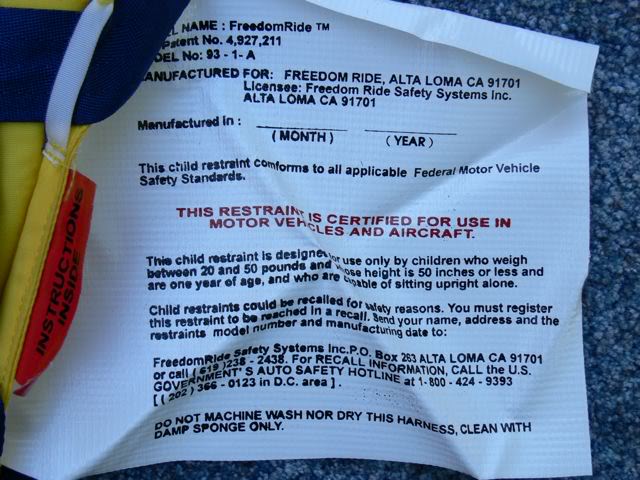 NAME : FreedomRide ™
Patent No. 4,927,211
DEL No: 93 - 1- A
MANUFACTURED FOR: FREEDOM RIDE, ALTA LOMA CA 91701
Licensee: Freedom Ride Safety Systems Inc.
ALTA LOMA CA 91701
Manufactured in :
( MONTH ) ( YEAR )
This child restraint comforms to all applicable Federal Motor Vehicle
Safety Standards.
THIS RESTRAINT IS CERTIFIED FOR USE IN
MOTOR VEHICLES AND AIRCRAFT.
This child restraint is designed for use only by children who weigh
between 20 and 50 pounds and whose height is 50 inches or less and
are one year of age, and who are capable of sitting upright alone.
Child restraints could be recalled for safety reasons. You must register
this restraint to be reached in a recall. Send your name, address and the
restraints model number and manufacturing date to:
FreedomRide Safety Systems Inc.P.O. Box 263 ALTA LOMA CA 91701
or call ( 619 )238 - 2438. For RECALL INFORMATION, CALL the U.S.
GOVERNMENT' S AUTO SAFETY HOTLINE at 1-800 - 424 - 9393
[ ( 202 ) 366 - 0123 in D.C. area ] .
DO NOT MACHINE WASH NOR DRY THIS HARNESS, CLEAN WITH
DAMP SPONGE ONLY.
INSTRUCTIONS
INSIDE